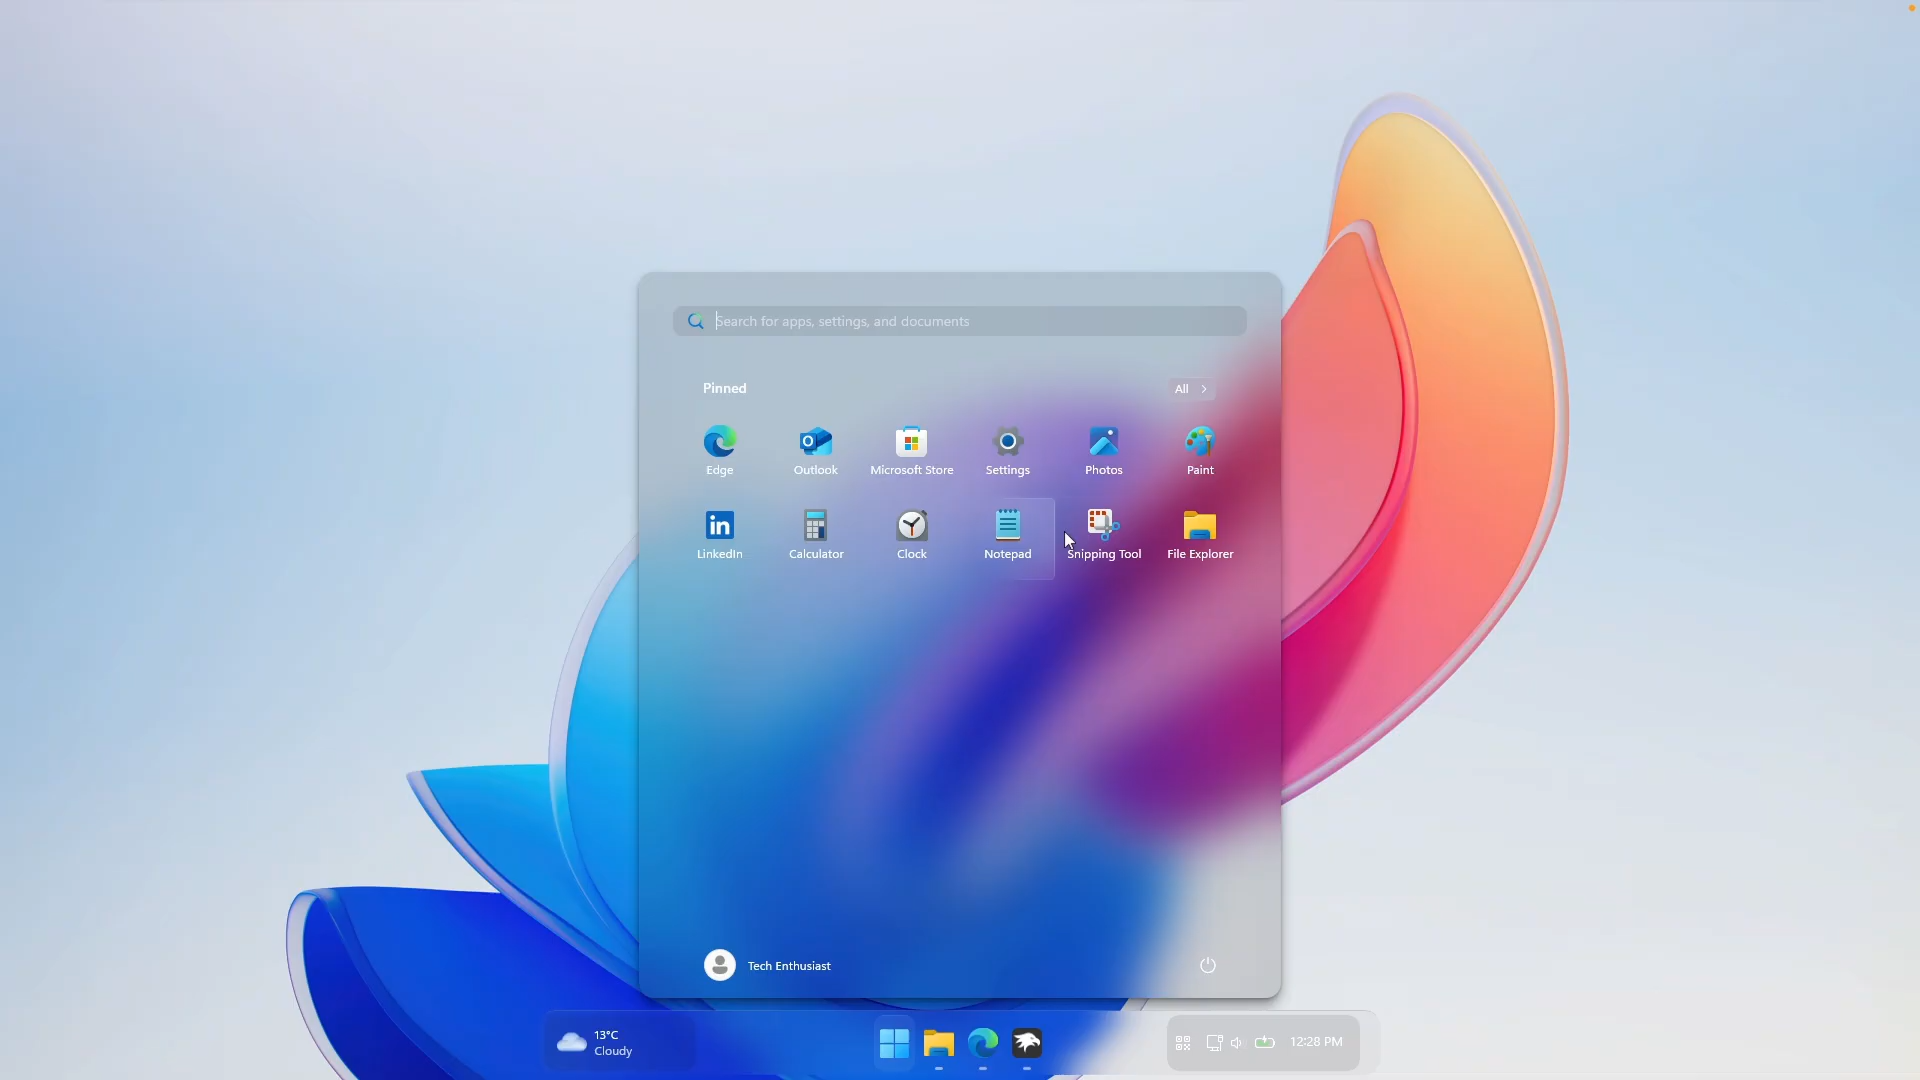 Search for apps, settings, and documents
Pinned
All
Edge
Outlook
Microsoft Store
Settings
Photos
Paint
LinkedIn
Calculator
Clock
Notepad
Snipping Tool
File Explorer
Tech Enthusiast
13°C
Cloudy
12:28 PM